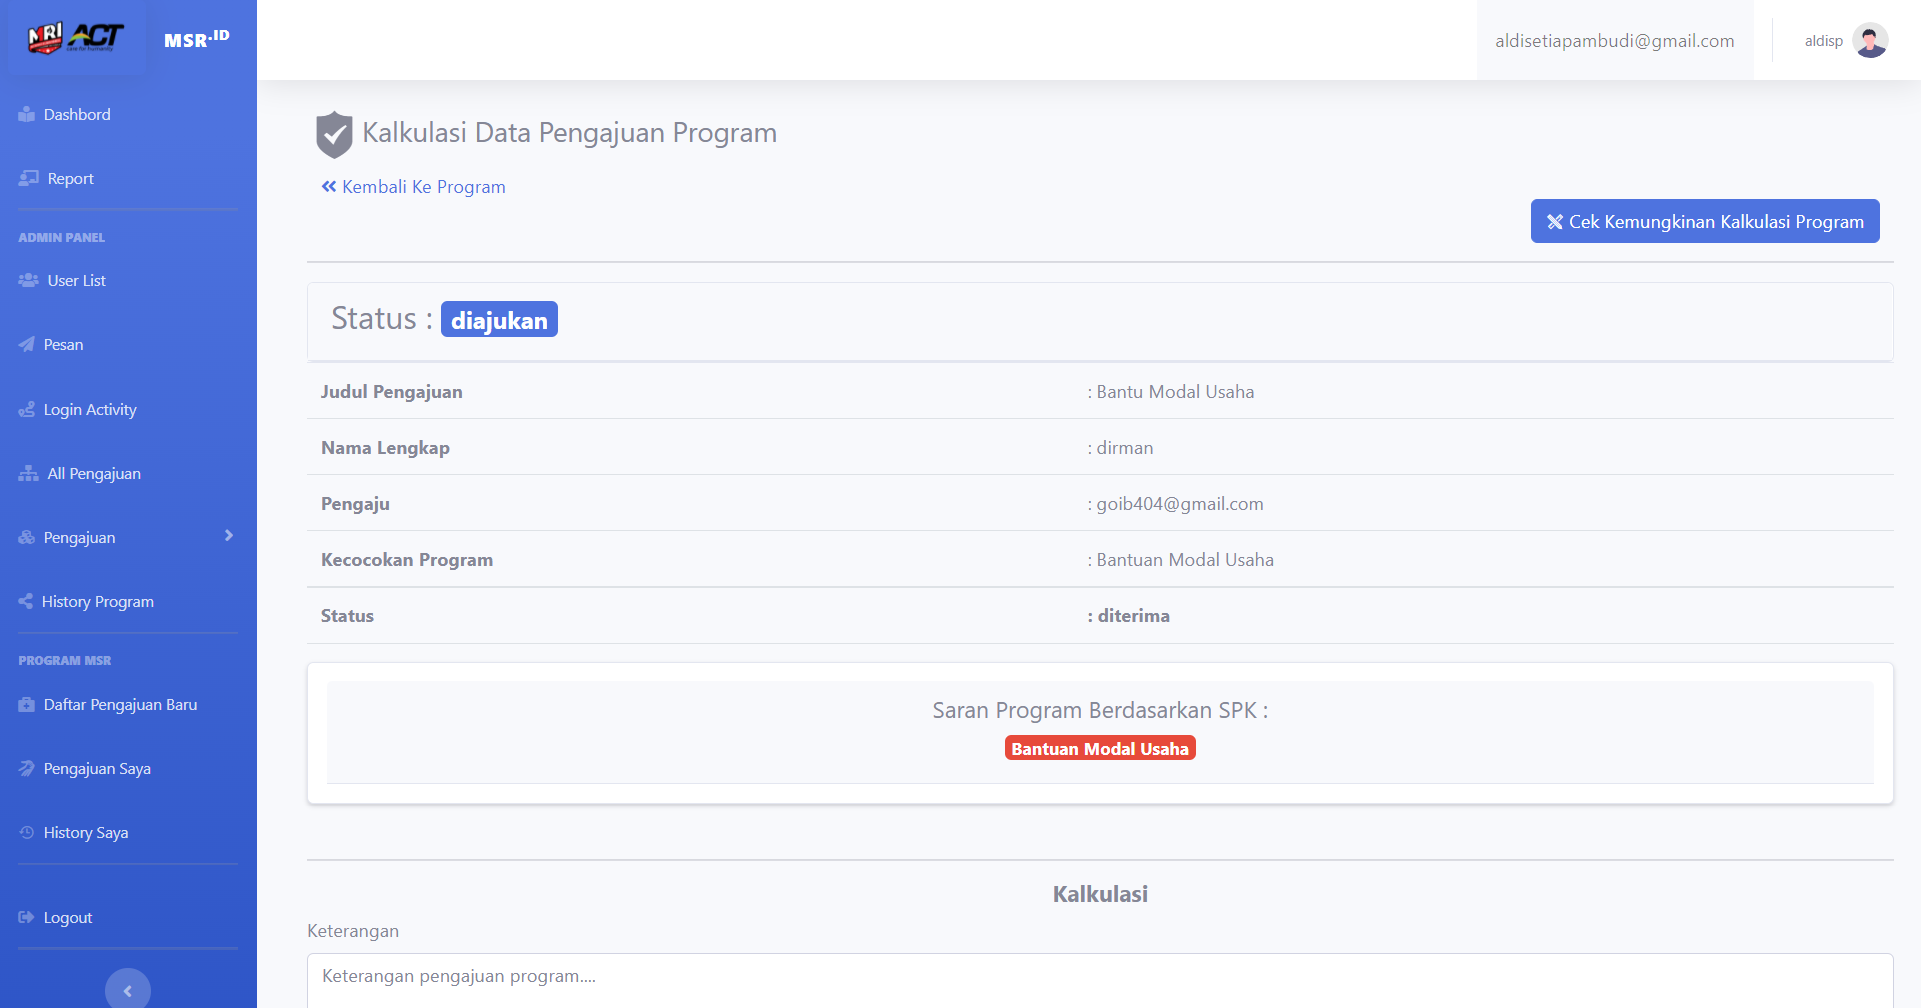 MRI ACT
MSR.ID
aldisetiapambudi@gmail.com
aldisp
Dashbord
Report
ADMIN PANEL
User List
Pesan
Login Activity
All Pengajuan
Pengajuan
History Program
PROGRAM MSR
Daftar Pengajuan Baru
Pengajuan Saya
History Saya
Logout
Kalkulasi Data Pengajuan Program
Kembali Ke Program
Cek Kemungkinan Kalkulasi Program
Status : diajukan
Judul Pengajuan : Bantu Modal Usaha
Nama Lengkap : dirman
Pengaju : goib404@gmail.com
Kecocokan Program : Bantuan Modal Usaha
Status : diterima
Saran Program Berdasarkan SPK :
Bantuan Modal Usaha
Kalkulasi
Keterangan
Keterangan pengajuan program....